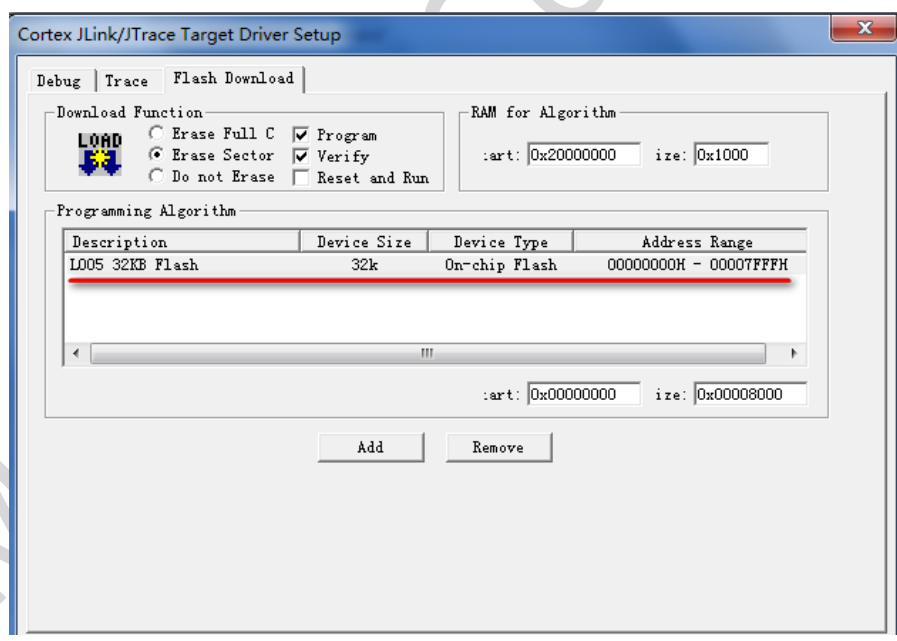 Cortex JLink/JTrace Target Driver Setup
Debug Trace Flash Download
Download Function
LOAD
Erase Full C
Program
Erase Sector
Verify
Do not Erase
Reset and Run
RAM for Algorithm
:art: 0x20000000 ize: 0x1000
Programming Algorithm
Description Device Size Device Type Address Range
L005 32KB Flash 32k On-chip Flash 00000000H - 00007FFFH
:art: 0x00000000 ize: 0x00008000
Add Remove